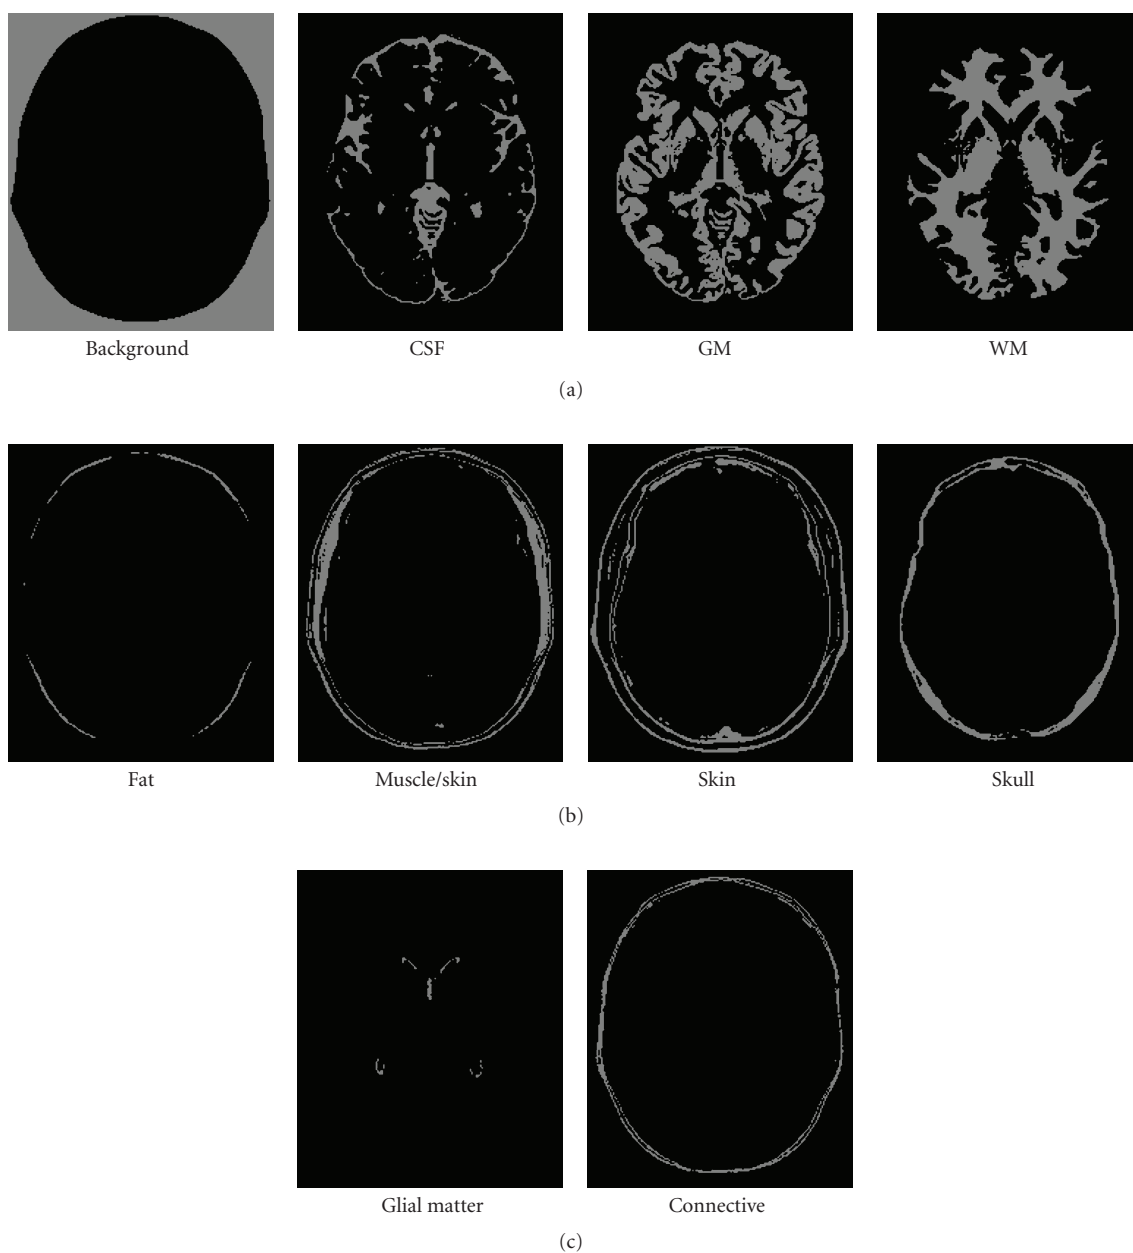 Background CSF GM WM
(a)
Fat Muscle/skin Skin Skull
(b)
Glial matter Connective
(c)